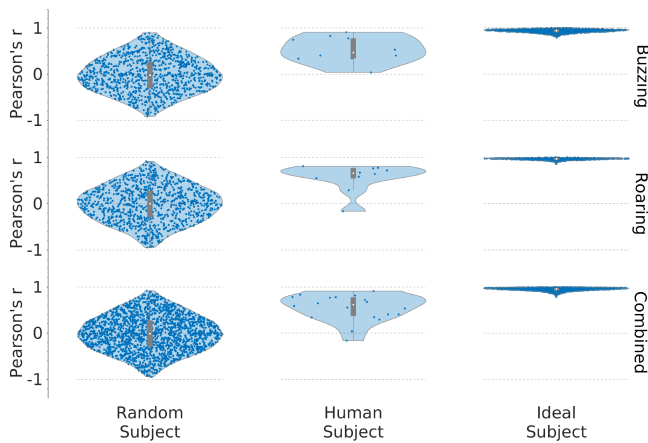 Pearson's r
1
0
-1
Buzzing
Pearson's r
1
0
-1
Roaring
Pearson's r
1
0
-1
Combined
Random
Subject
Human
Subject
Ideal
Subject